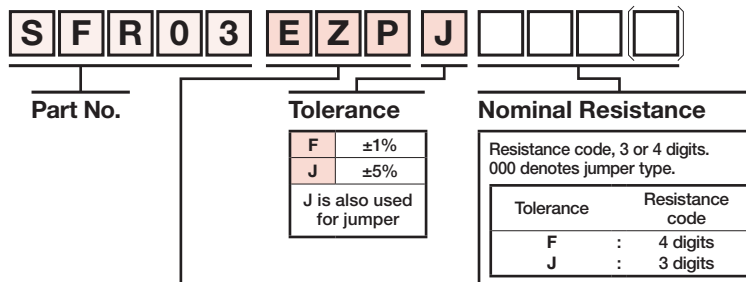 S F R 0 3 E Z P J
Part No.
Tolerance
F ±1%
J ±5%
J is also used
for jumper
Nominal Resistance
Resistance code, 3 or 4 digits.
000 denotes jumper type.
Tolerance Resistance
code
F : 4 digits
J : 3 digits